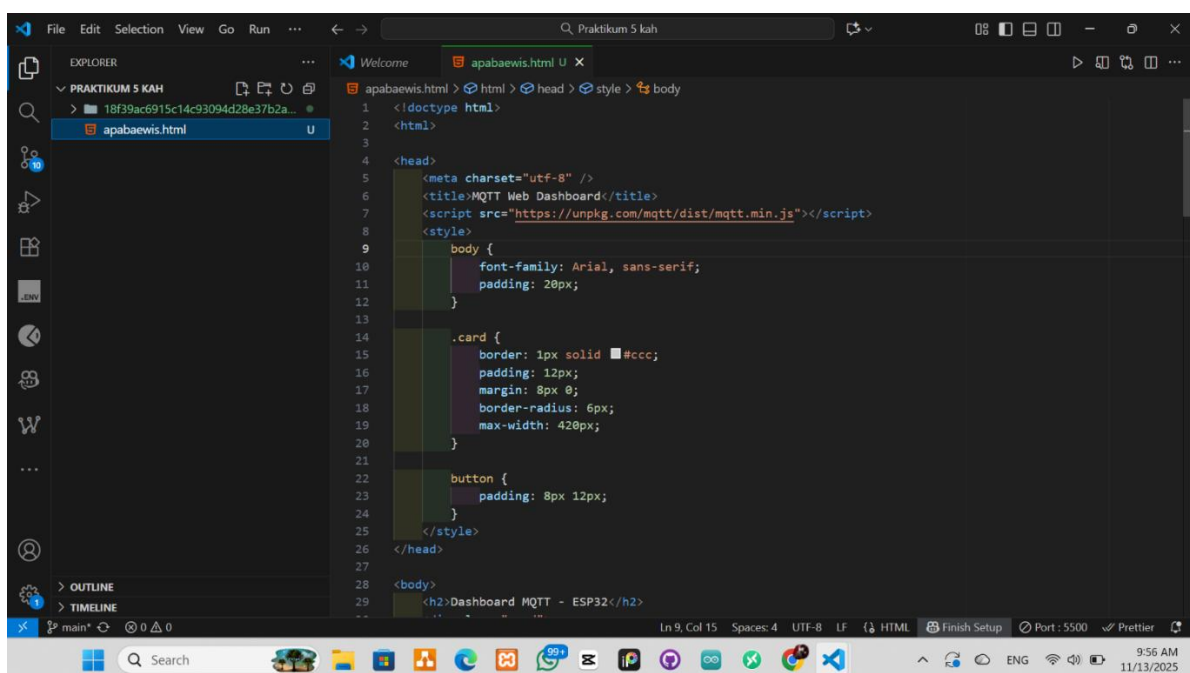 File Edit Selection View Go Run ···
Praktikum 5 kah
EXPLORER
PRAKTIKUM 5 KAH
18f39ac6915c14c93094d28e37b2a...
apabaewis.html U
OUTLINE
TIMELINE
Welcome
apabaewis.html U
apabaewis.html > html > head > style > body
1 <!doctype html>
2 <html>
3
4 <head>
5 <meta charset="utf-8" />
6 <title>MQTT Web Dashboard</title>
7 <script src="https://unpkg.com/mqtt/dist/mqtt.min.js"></script>
8 <style>
9 body {
10 font-family: Arial, sans-serif;
11 padding: 20px;
12 }
13
14 .card {
15 border: 1px solid #ccc;
16 padding: 12px;
17 margin: 8px 0;
18 border-radius: 6px;
19 max-width: 420px;
20 }
21
22 button {
23 padding: 8px 12px;
24 }
25 </style>
26 </head>
27
28 <body>
29 <h2>Dashboard MQTT - ESP32</h2>
10
.ENV
1
main* 0 0 Ln 9, Col 15 Spaces: 4 UTF-8 LF HTML Finish Setup Port : 5500 Prettier
Search
99+
ENG
9:56 AM
11/13/2025